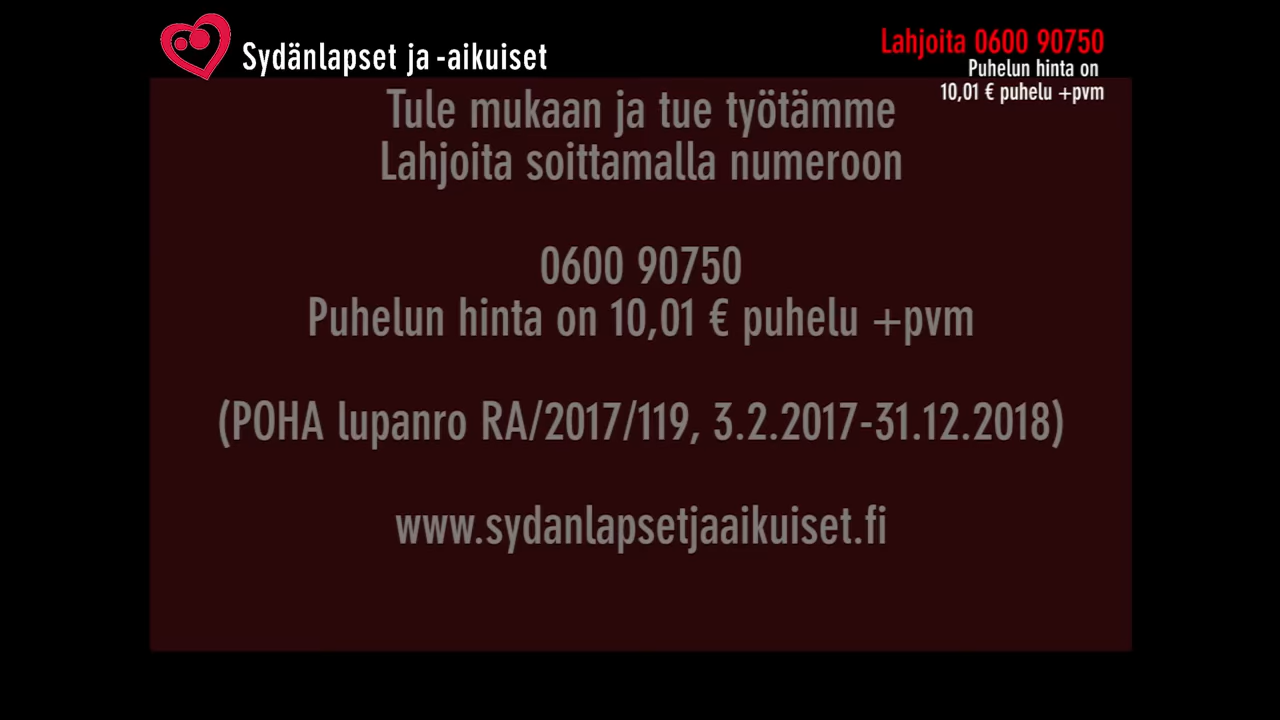 Sydänlapset ja -aikuiset
Lahjoita 0600 90750
Puhelun hinta on
10,01 € puhelu +pvm
Tule mukaan ja tue työtämme
Lahjoita soittamalla numeroon
0600 90750
Puhelun hinta on 10,01 € puhelu +pvm
(POHA lupanro RA/2017/119, 3.2.2017-31.12.2018)
www.sydanlapsetjaaikuiset.fi